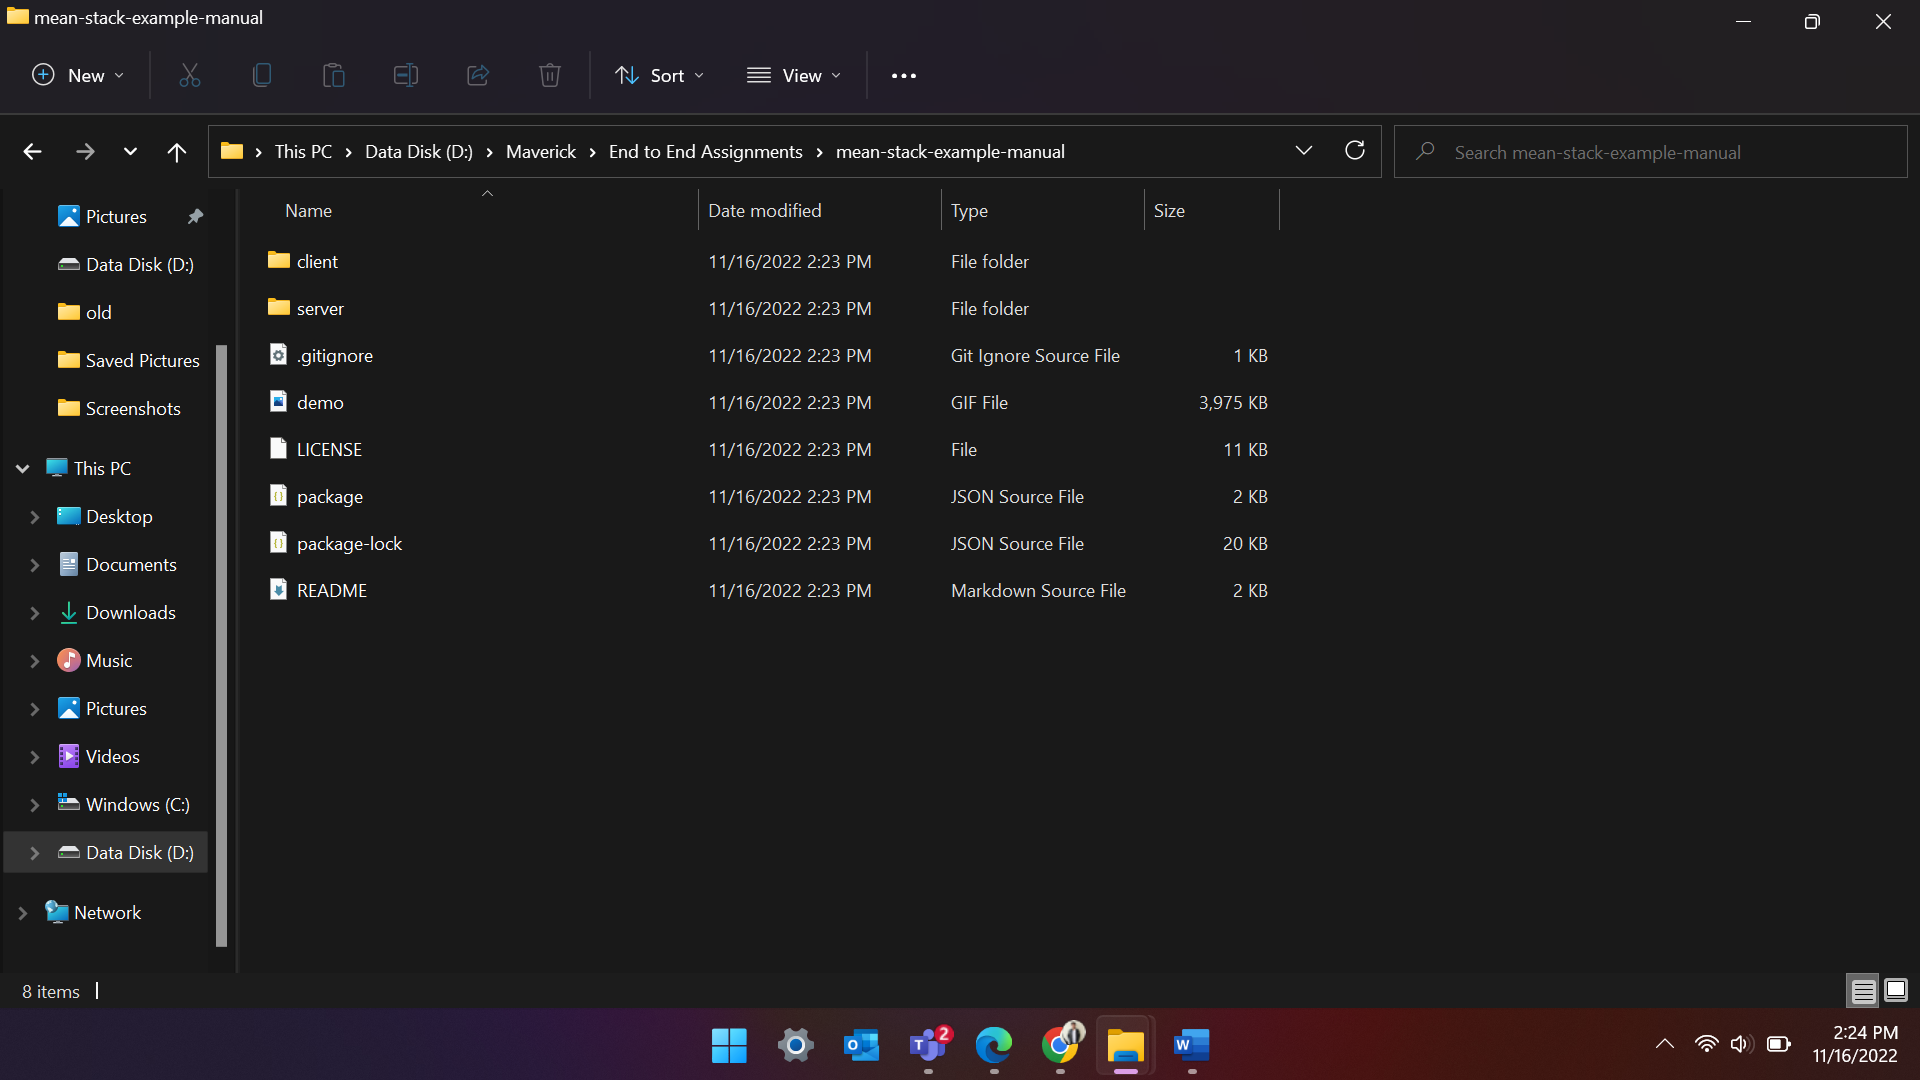 mean-stack-example-manual
New Sort View
This PC Data Disk (D:) Maverick End to End Assignments mean-stack-example-manual
Search mean-stack-example-manual
Pictures
Data Disk (D:)
old
Saved Pictures
Screenshots
This PC
Desktop
Documents
Downloads
Music
Pictures
Videos
Windows (C:)
Data Disk (D:)
Network
Name Date modified Type Size
client 11/16/2022 2:23 PM File folder
server 11/16/2022 2:23 PM File folder
.gitignore 11/16/2022 2:23 PM Git Ignore Source File 1 KB
demo 11/16/2022 2:23 PM GIF File 3,975 KB
LICENSE 11/16/2022 2:23 PM File 11 KB
package 11/16/2022 2:23 PM JSON Source File 2 KB
package-lock 11/16/2022 2:23 PM JSON Source File 20 KB
README 11/16/2022 2:23 PM Markdown Source File 2 KB
8 items
2
2:24 PM
11/16/2022